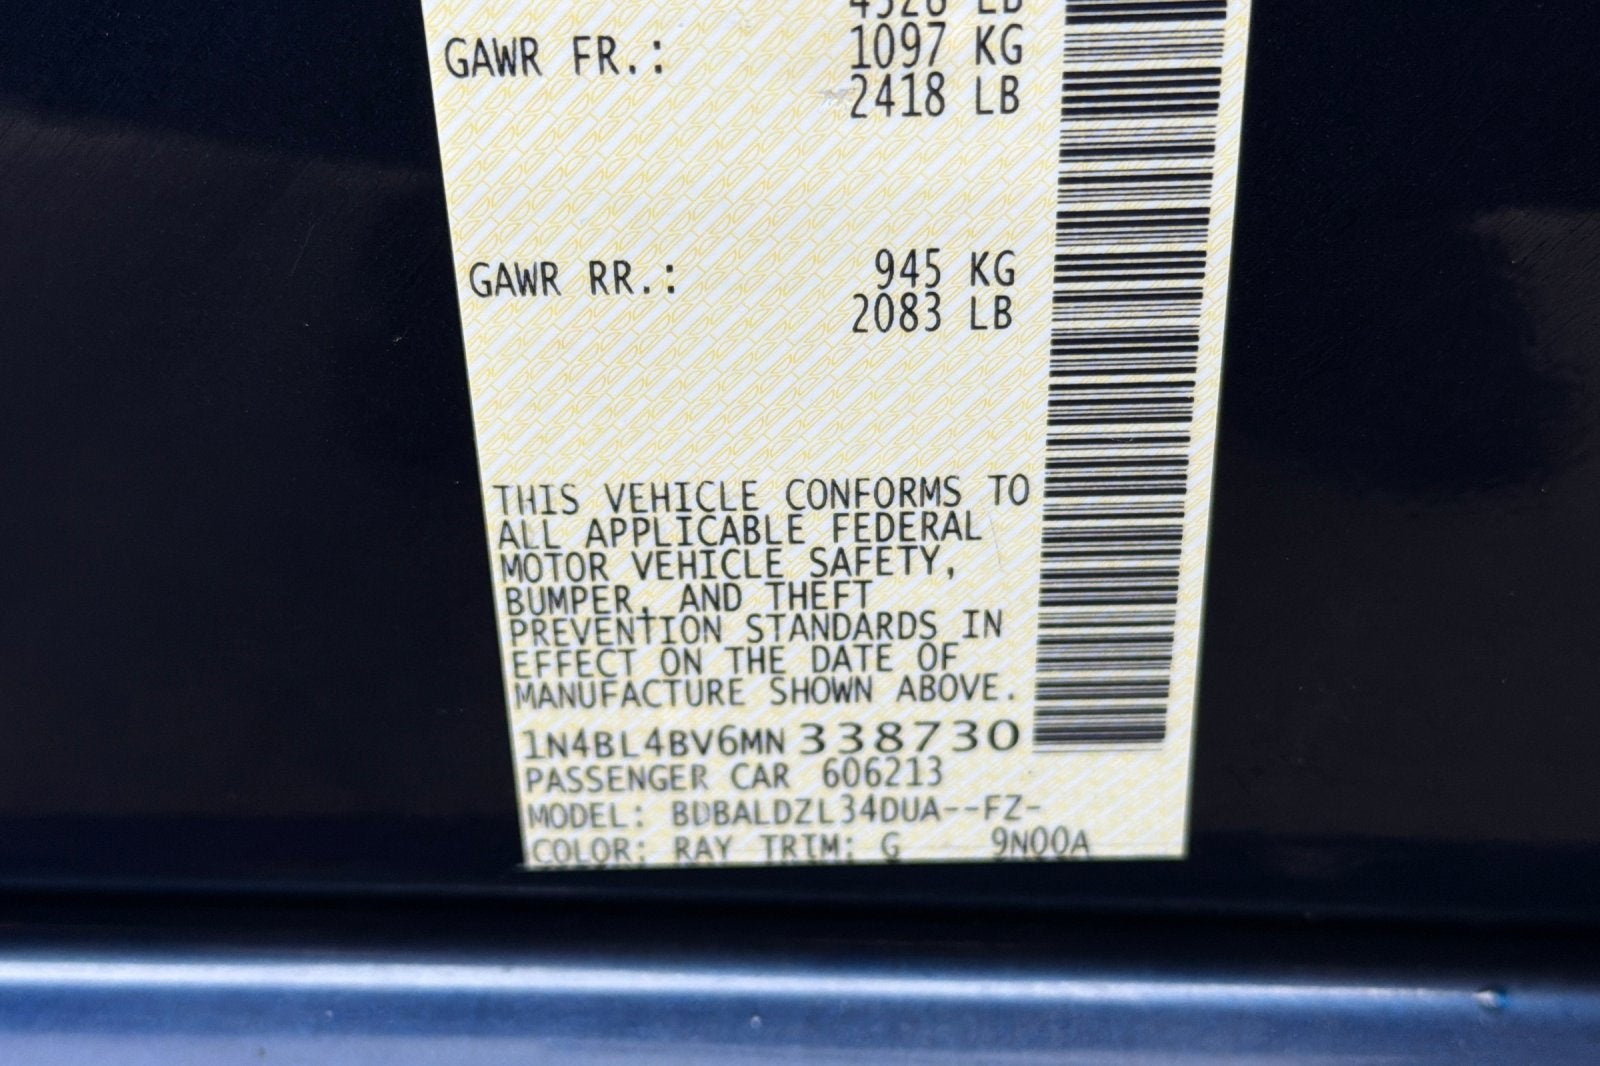 4528 LB
GAWR FR.: 1097 KG
2418 LB
GAWR RR.: 945 KG
2083 LB
THIS VEHICLE CONFORMS TO
ALL APPLICABLE FEDERAL
MOTOR VEHICLE SAFETY,
BUMPER, AND THEFT
PREVENTION STANDARDS IN
EFFECT ON THE DATE OF
MANUFACTURE SHOWN ABOVE.
1N4BL4BV6MN338730
PASSENGER CAR 606213
MODEL: BDBALDZL34DUA--FZ-
COLOR: RAY TRIM: G 9N00A